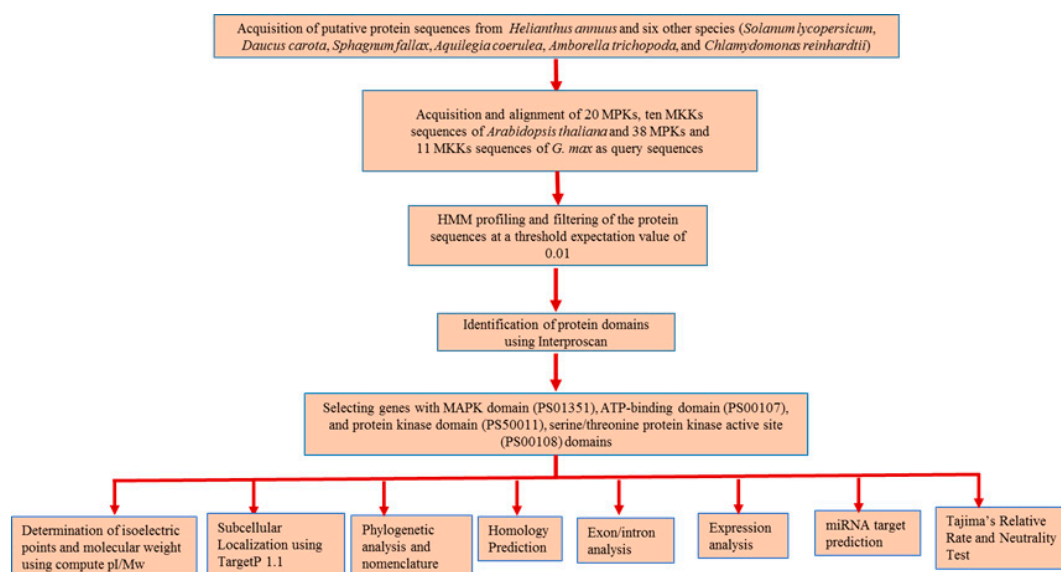 Acquisition of putative protein sequences from Helianthus annuus and six other species (Solanum lycopersicum,
Daucus carota, Sphagnum fallax, Aquilegia coerulea, Amborella trichopoda, and Chlamydomonas reinhardtii)
Acquisition and alignment of 20 MPKs, ten MKKs
sequences of Arabidopsis thaliana and 38 MPKs and
11 MKKs sequences of G. max as query sequences
HMM profiling and filtering of the protein
sequences at a threshold expectation value of
0.01
Identification of protein domains
using Interproscan
Selecting genes with MAPK domain (PS01351), ATP-binding domain (PS00107),
and protein kinase domain (PS50011), serine/threonine protein kinase active site
(PS00108) domains
Determination of isoelectric
points and molecular weight
using compute pI/Mw
Subcellular
Localization using
TargetP 1.1
Phylogenetic
analysis and
nomenclature
Homology
Prediction
Exon/intron
analysis
Expression
analysis
miRNA target
prediction
Tajima's Relative
Rate and Neutrality
Test